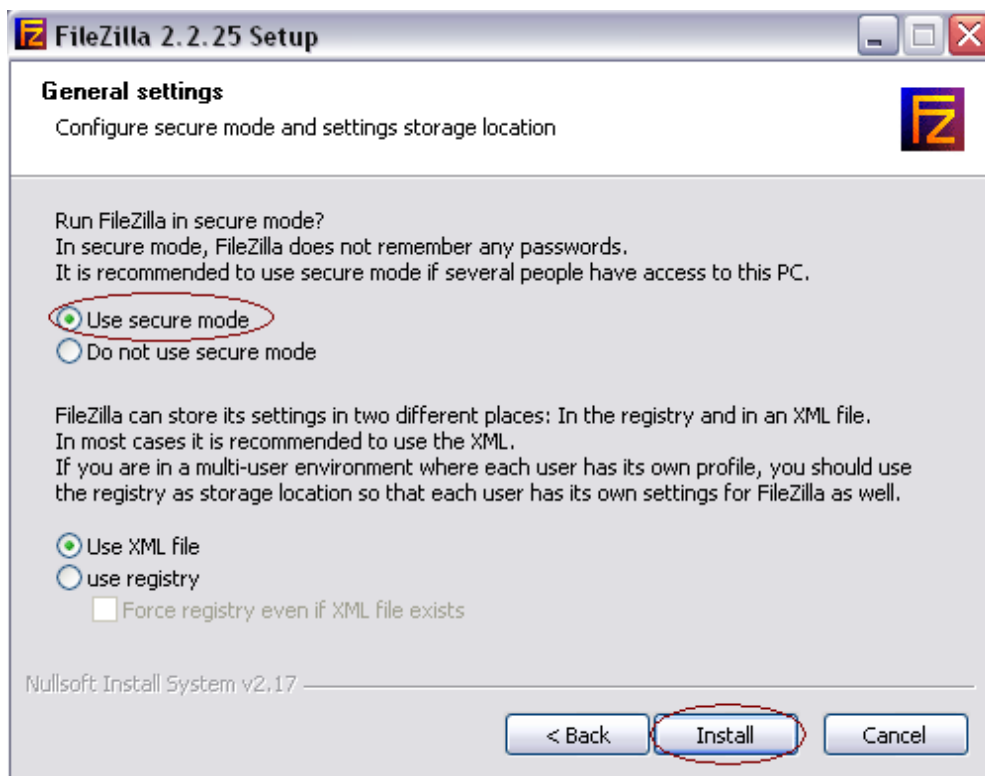 FileZilla 2.2.25 Setup
General settings
Configure secure mode and settings storage location
FZ
Run FileZilla in secure mode?
In secure mode, FileZilla does not remember any passwords.
It is recommended to use secure mode if several people have access to this PC.
Use secure mode
Do not use secure mode
FileZilla can store its settings in two different places: In the registry and in an XML file.
In most cases it is recommended to use the XML.
If you are in a multi-user environment where each user has its own profile, you should use
the registry as storage location so that each user has its own settings for FileZilla as well.
Use XML file
use registry
Force registry even if XML file exists
Nullsoft Install System v2.17
< Back Install Cancel